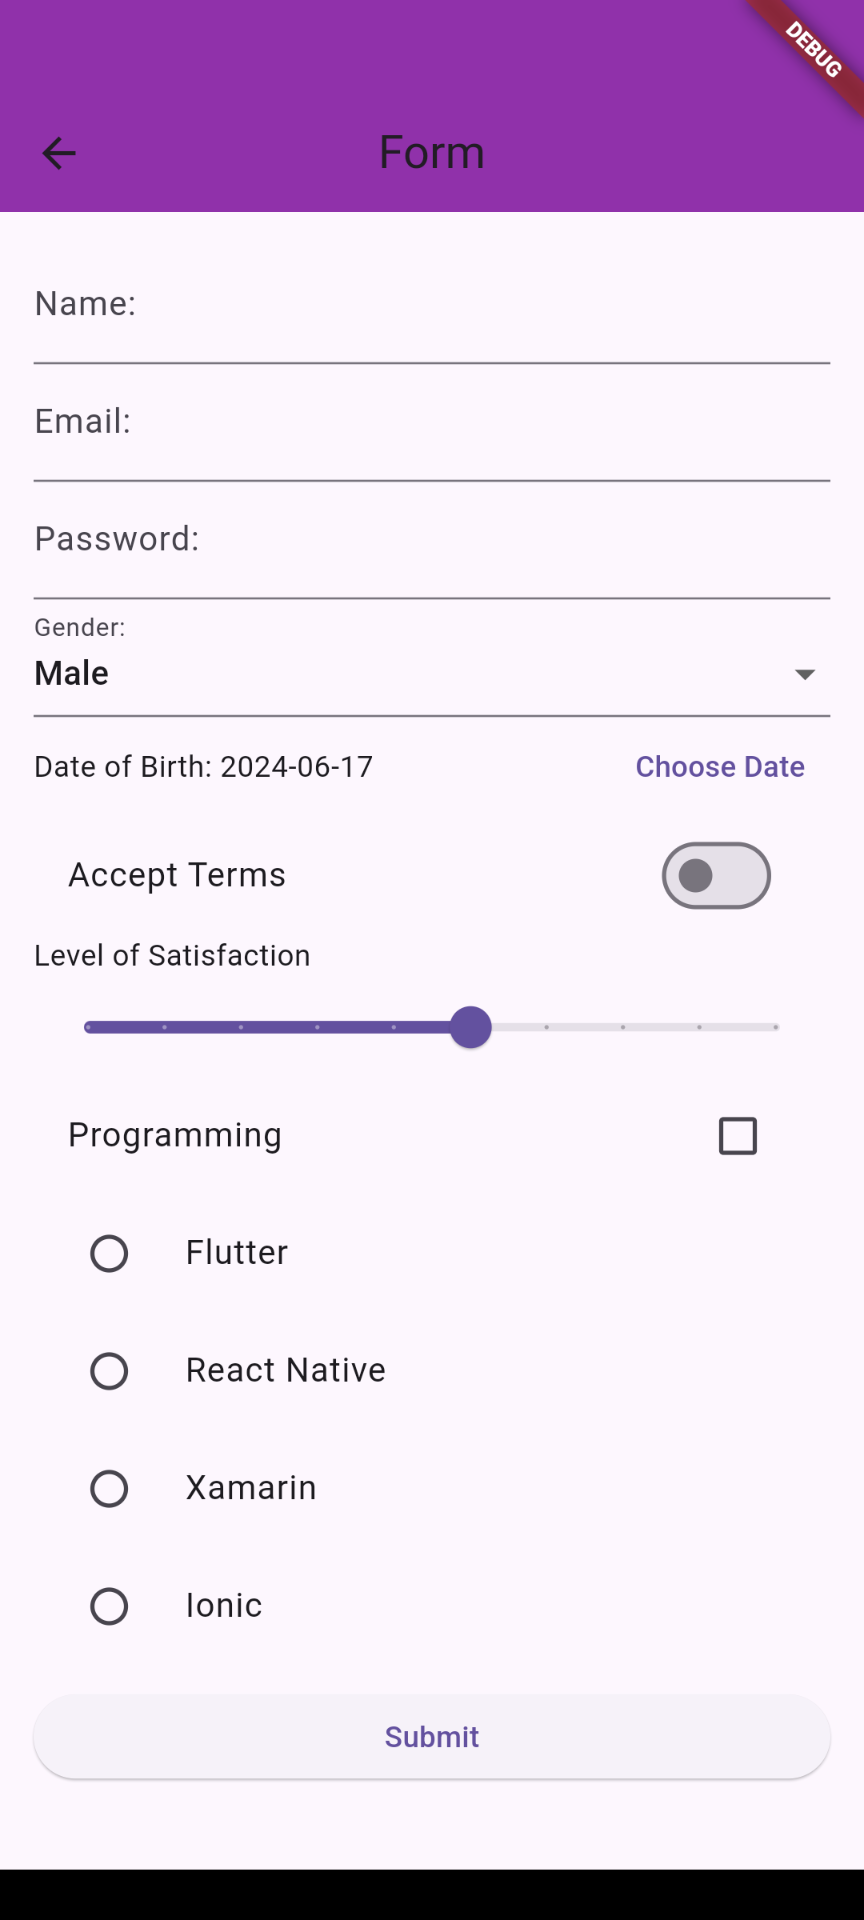 DEBUG
Form
Name:
Email:
Password:
Gender:
Male
Date of Birth: 2024-06-17 Choose Date
Accept Terms
Level of Satisfaction
Programming
Flutter
React Native
Xamarin
Ionic
Submit